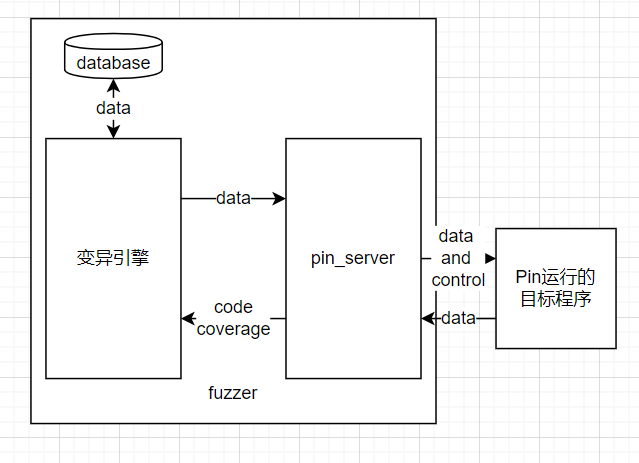 database
data
data
变异引擎
pin_server
data
and
control
Pin运行的
目标程序
code
coverage
data
fuzzer